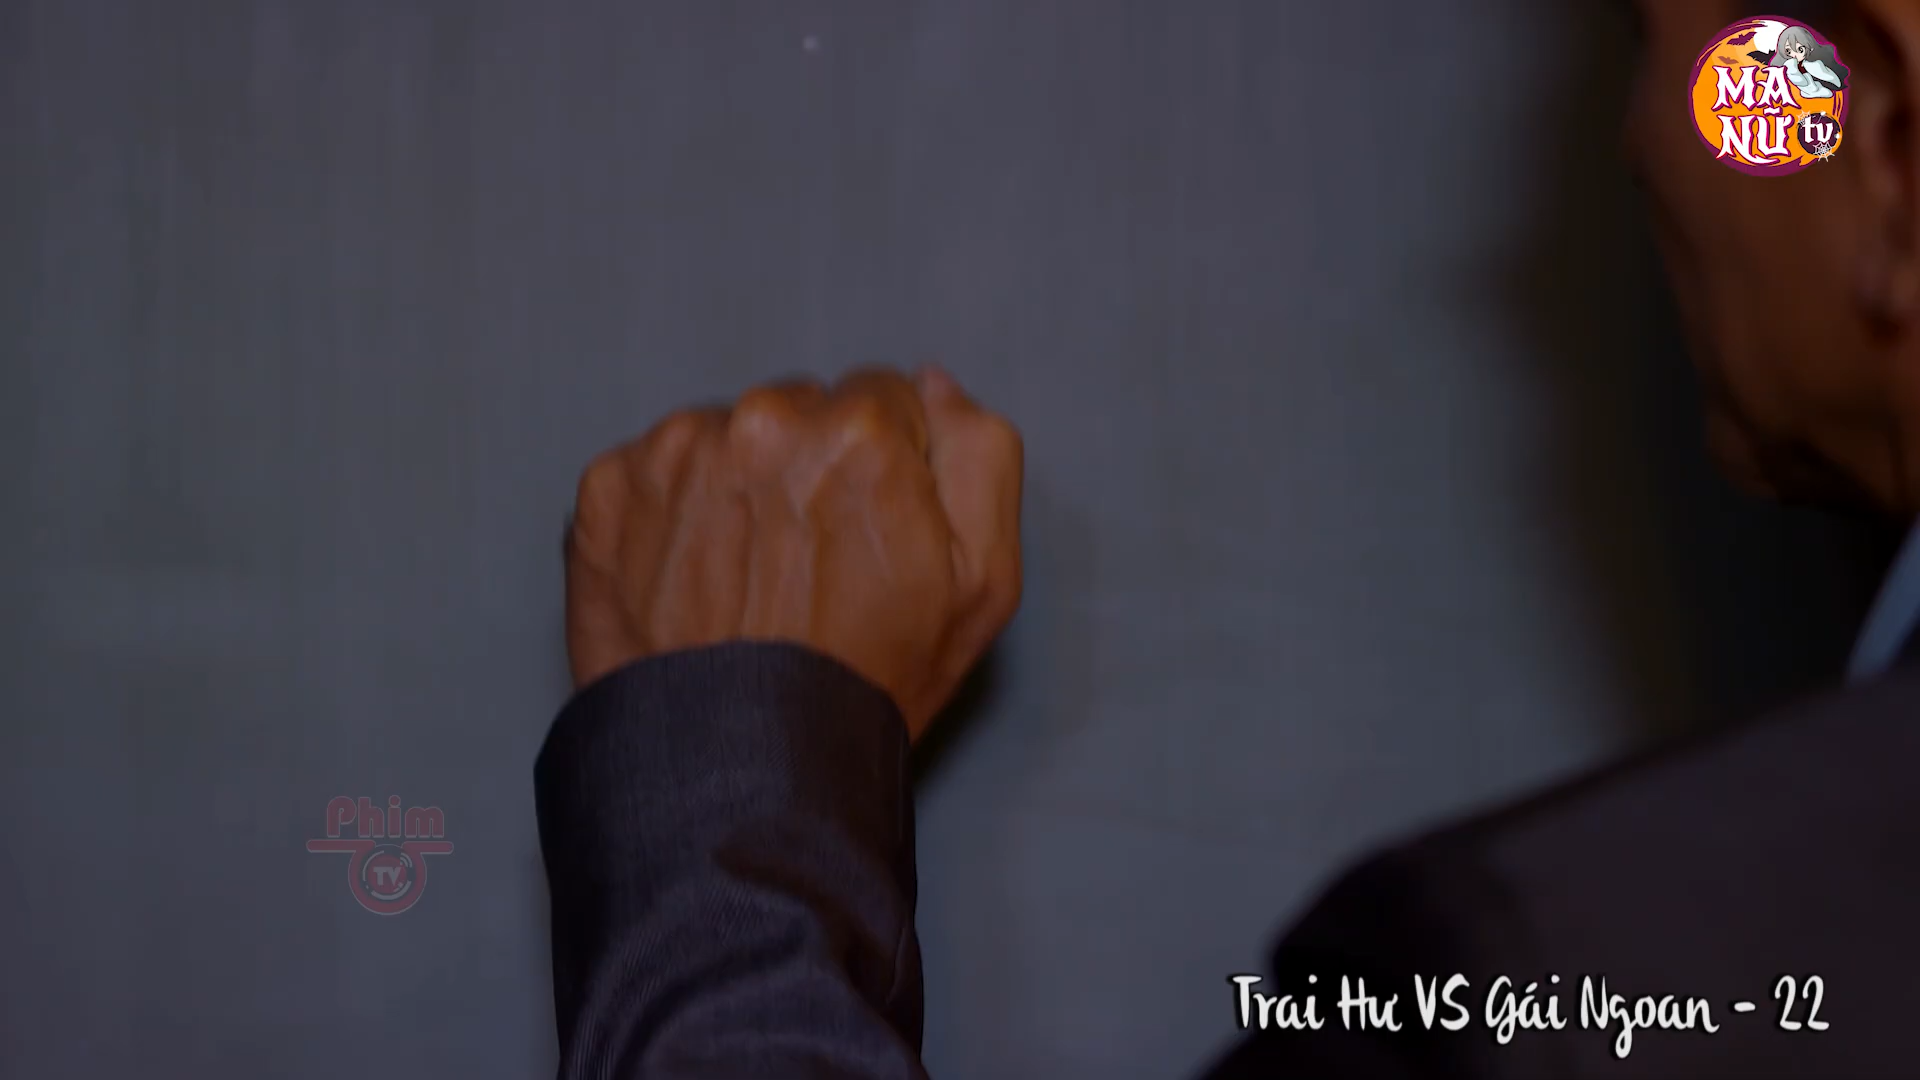 MA
NỮ tv
Phim
TV
Trai Hư VS Gái Ngoan - 22